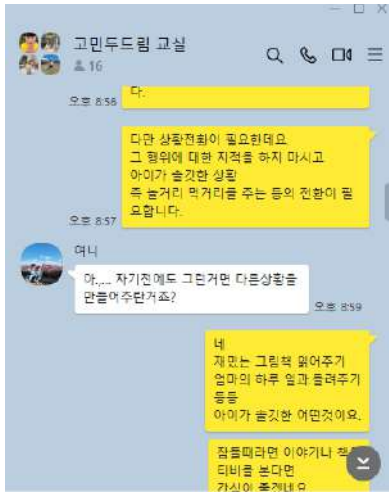 고민두드림 교실
16
다.
오후 8:56
다만 상황전화이 필요한데요
그 행위에 대한 지적을 하지 마시고
아이가 솔깃한 상황
즉 놀거리 먹거리를 주는 등의 전환이 필
요합니다.
오후 8:57
여니
아,... 자기전에도 그런거면 다른상황을
만들어주란거죠?
오후 8:59
네
재밌는 그림책 읽어주기
엄마의 하루 일과 들려주기
등등
아이가 솔깃한 어떤것이요.
잠들때라면 이야기나
티비를 본다면
간식이 좋겠네요